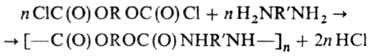 n ClC(O)OR OC(O)Cl + n H₂NR′NH₂ →
→ [—C(O)OROC(O) NHR′NH—]ₙ + 2n HCl